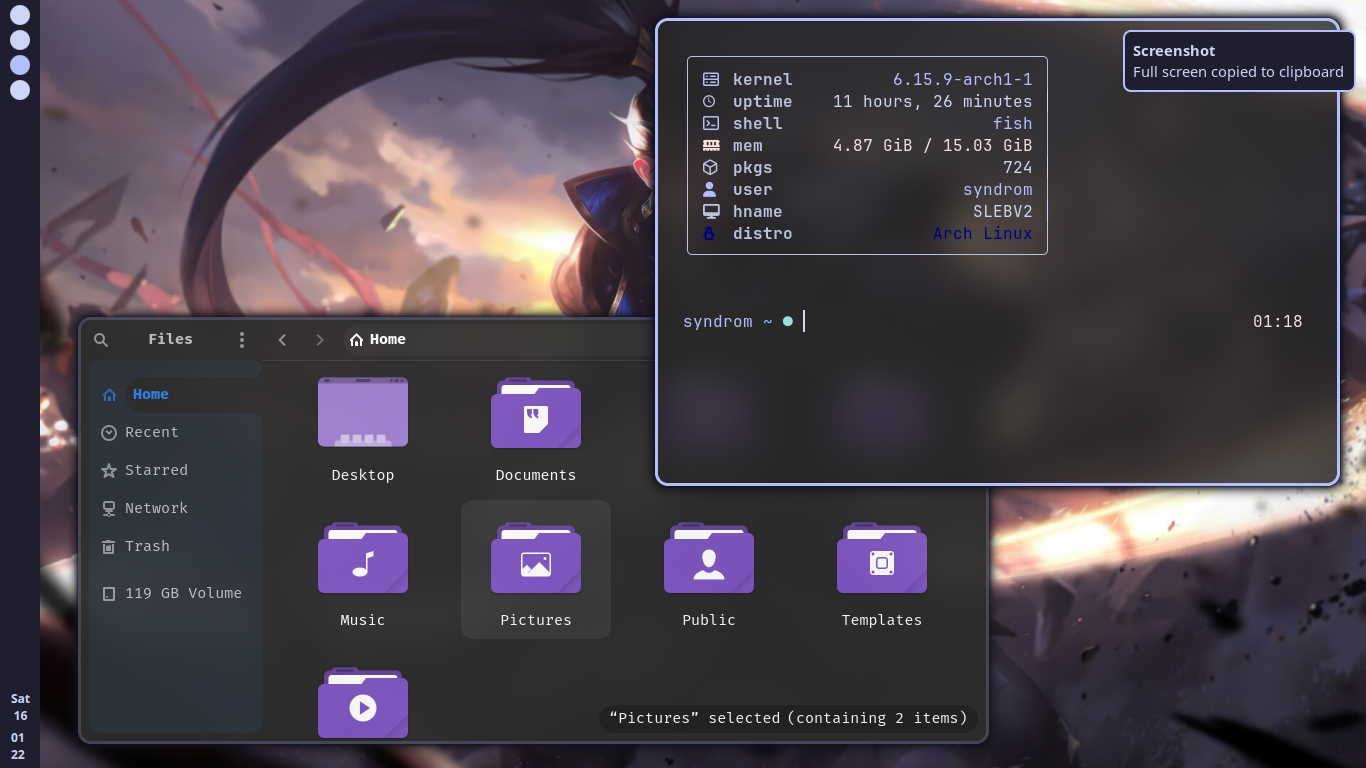 Screenshot
Full screen copied to clipboard
kernel 6.15.9-arch1-1
uptime 11 hours, 26 minutes
shell fish
mem 4.87 GiB / 15.03 GiB
pkgs 724
user syndrom
hname SLEBV2
distro Arch Linux
syndrom ~ 01:18
Files
Home
Home
Recent
Starred
Network
Trash
119 GB Volume
Desktop
Documents
Music
Pictures
Public
Templates
“Pictures” selected (containing 2 items)
Sat
16
01
22